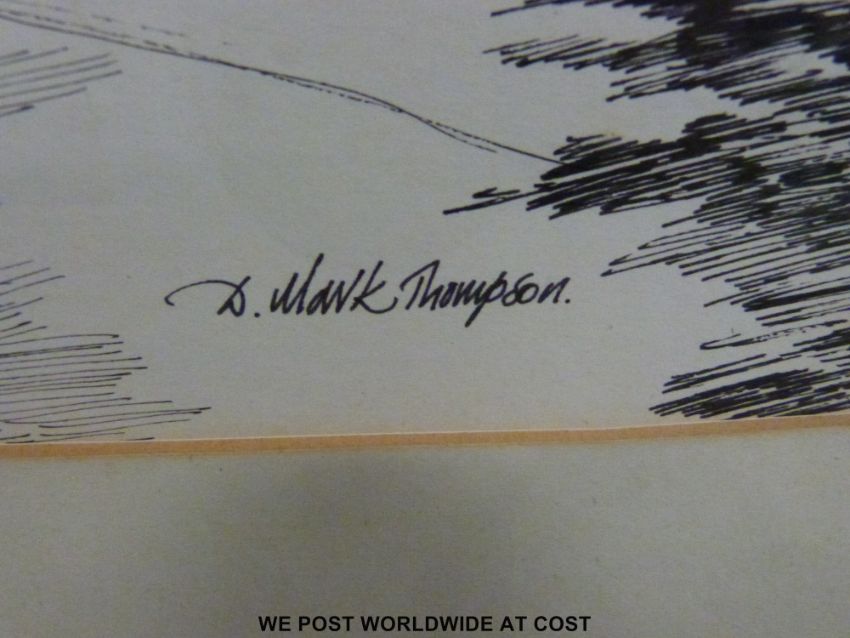 D. Mark Thompson.
WE POST WORLDWIDE AT COST